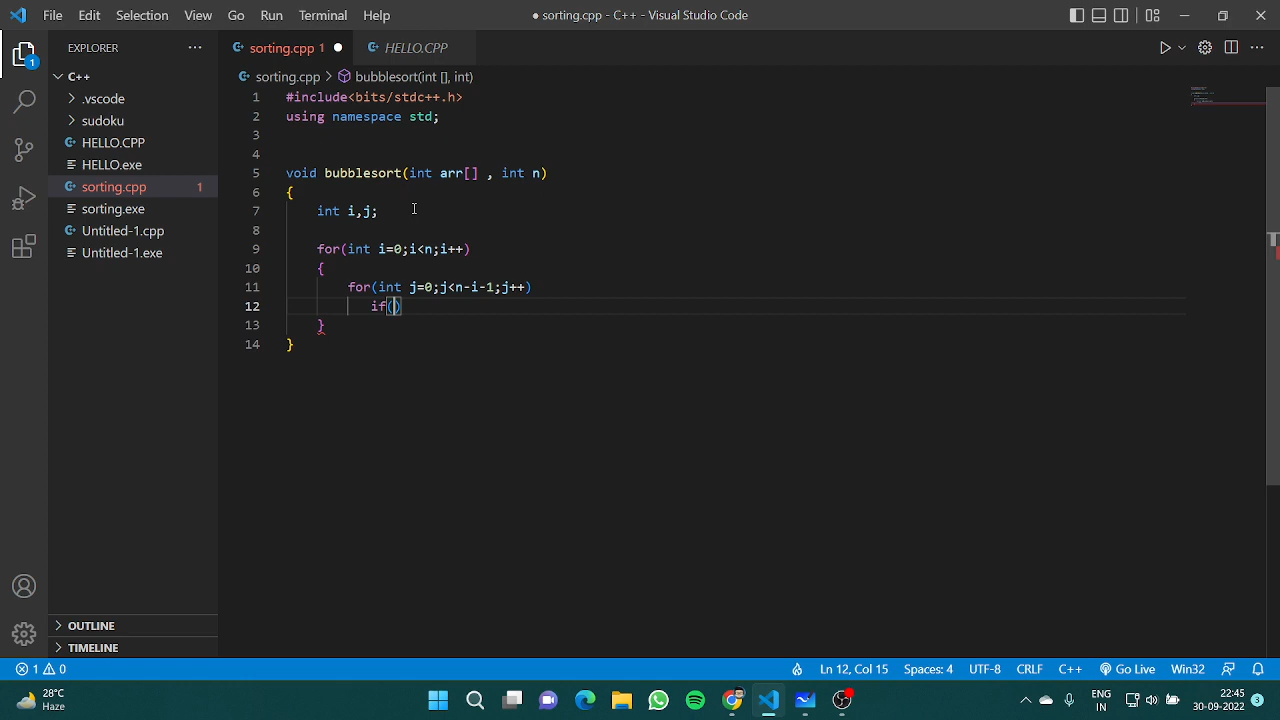 File Edit Selection View Go Run Terminal Help ● sorting.cpp - C++ - Visual Studio Code
EXPLORER
sorting.cpp 1 HELLO.CPP
sorting.cpp > bubblesort(int [], int)
C++
.vscode
sudoku
HELLO.CPP
HELLO.exe
sorting.cpp 1
sorting.exe
Untitled-1.cpp
Untitled-1.exe
1
1 #include<bits/stdc++.h>
2 using namespace std;
3
4
5 void bubblesort(int arr[] , int n)
6 {
7     int i,j;
8
9     for(int i=0;i<n;i++)
10     {
11         for(int j=0;j<n-i-1;j++)
12            if()
13     }
14 }
OUTLINE
TIMELINE
1 0 Ln 12, Col 15 Spaces: 4 UTF-8 CRLF C++ Go Live Win32
28°C
Haze
ENG
IN
22:45
30-09-2022
3